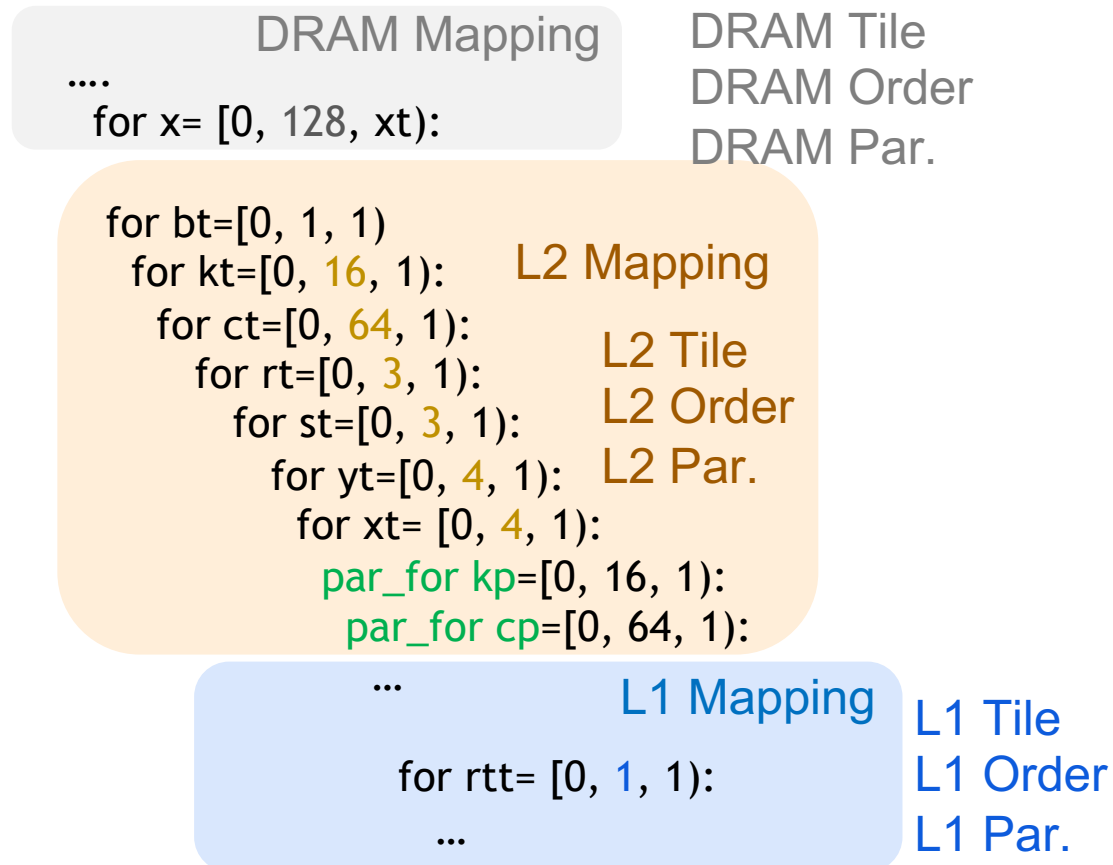 DRAM Mapping
....
for x= [0, 128, xt):
DRAM Tile
DRAM Order
DRAM Par.
for bt=[0, 1, 1)
for kt=[0, 16, 1):
for ct=[0, 64, 1):
for rt=[0, 3, 1):
for st=[0, 3, 1):
for yt=[0, 4, 1):
for xt= [0, 4, 1):
par_for kp=[0, 16, 1):
par_for cp=[0, 64, 1):
L2 Mapping
L2 Tile
L2 Order
L2 Par.
...
L1 Mapping
for rtt= [0, 1, 1):
...
L1 Tile
L1 Order
L1 Par.